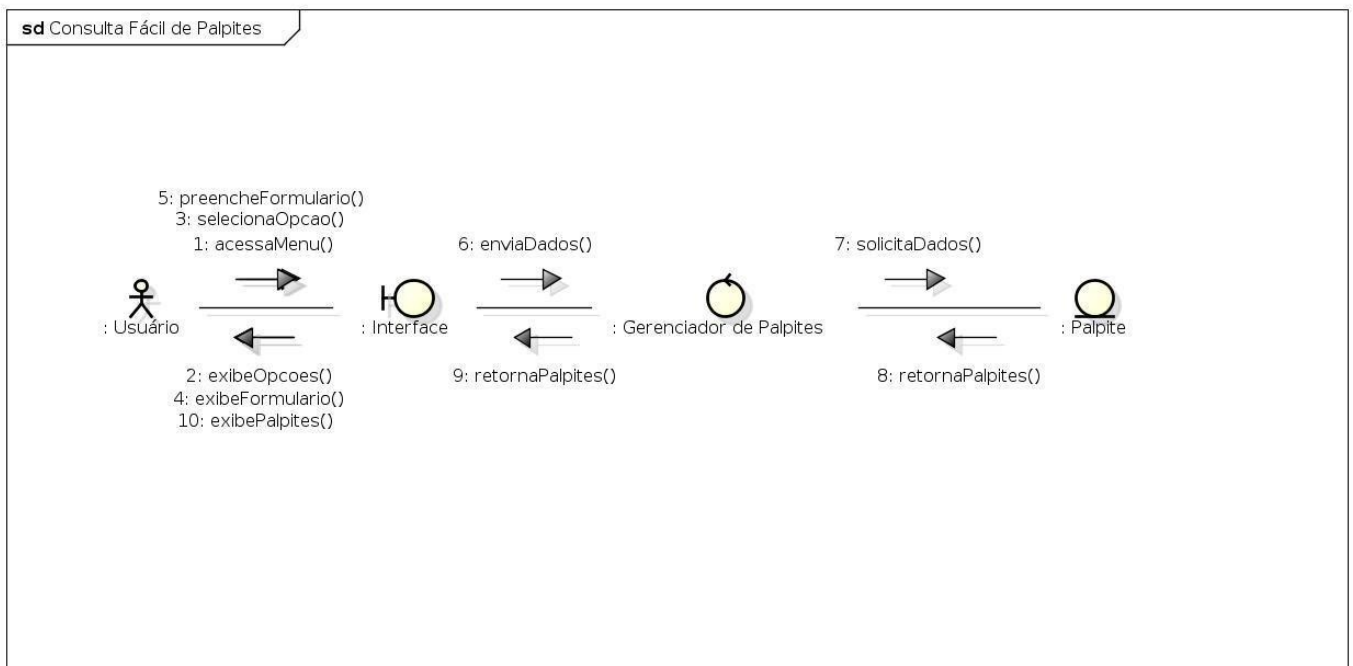 sd Consulta Fácil de Palpites
5: preencheFormulario()
3: selecionaOpcao()
1: acessaMenu()
6: enviaDados()
7: solicitaDados()
: Usuário
: Interface
: Gerenciador de Palpites
: Palpite
2: exibeOpcoes()
4: exibeFormulario()
10: exibePalpites()
9: retornaPalpites()
8: retornaPalpites()